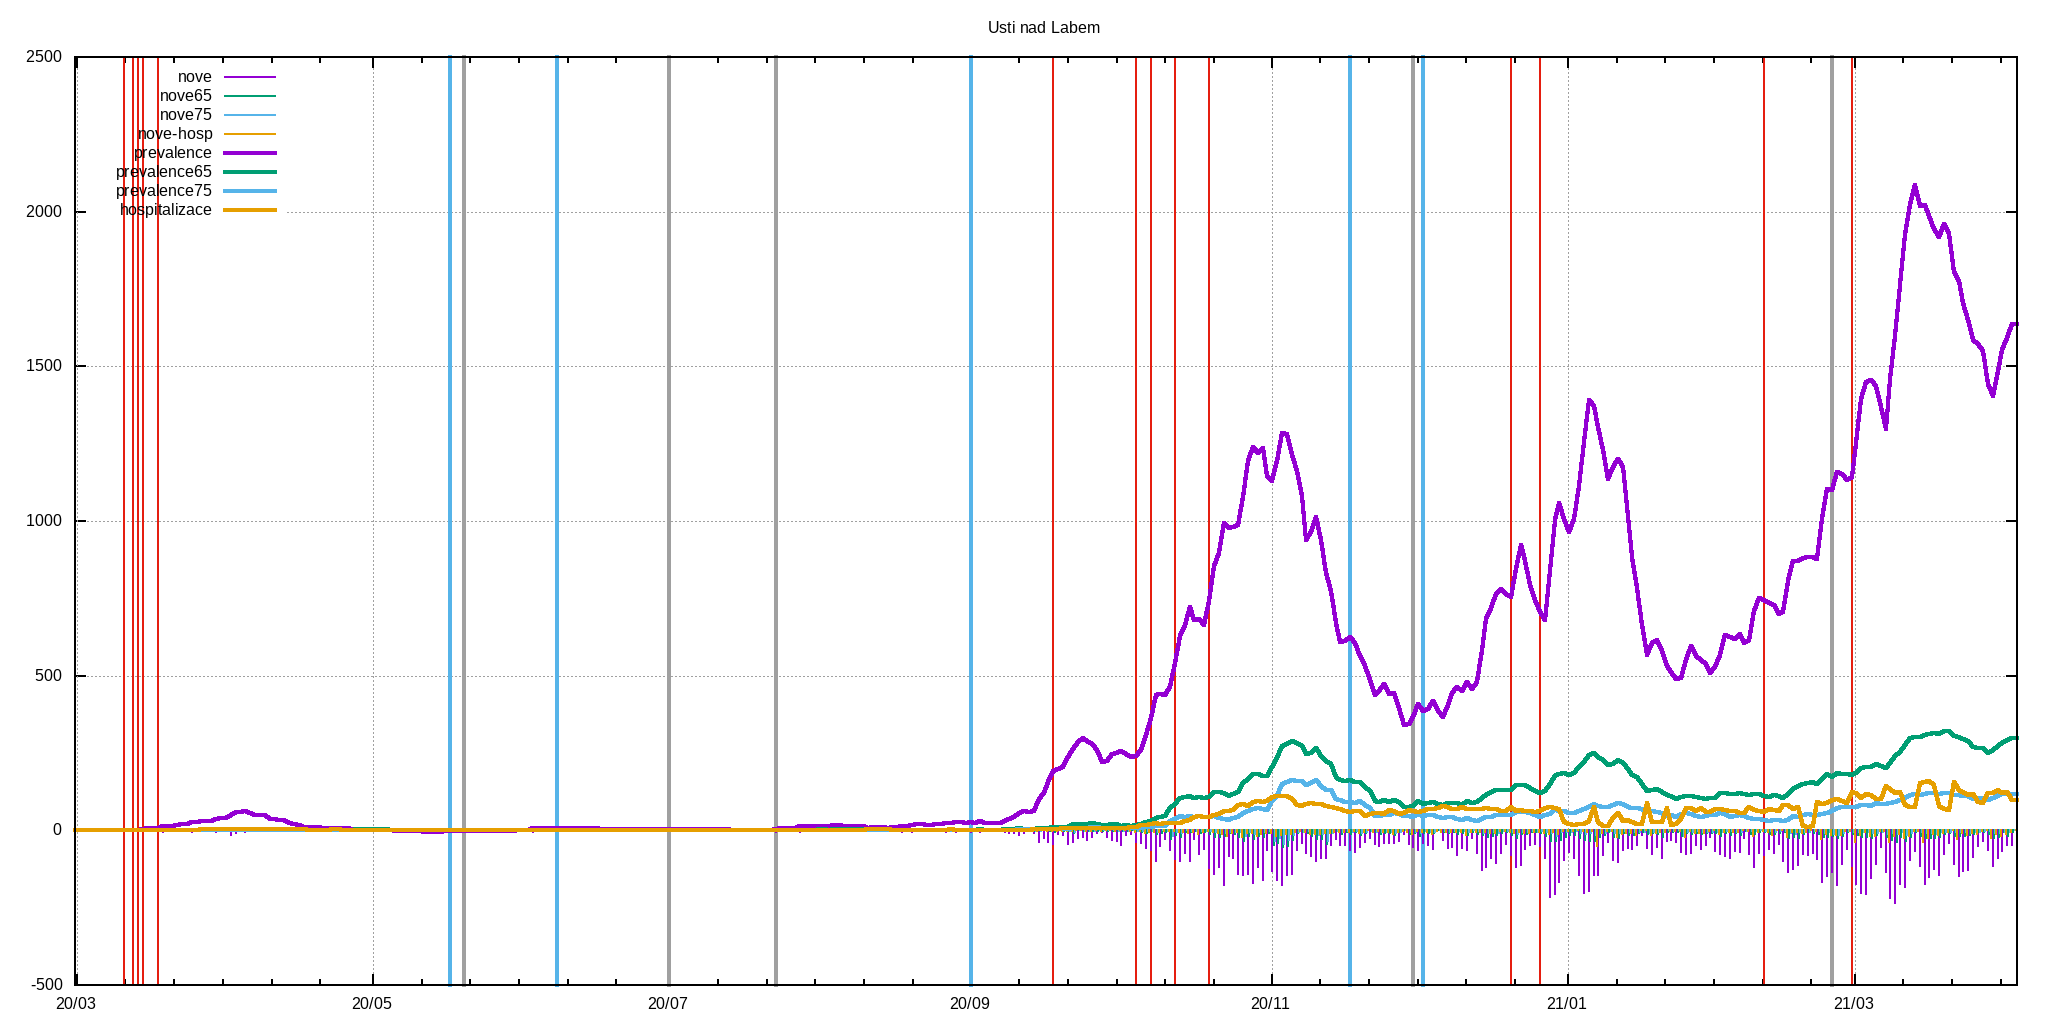 Usti nad Labem
2500
2000
1500
1000
500
0
-500
nove
nove65
nove75
nove-hosp
prevalence
prevalence65
prevalence75
hospitalizace
20/03
20/05
20/07
20/09
20/11
21/01
21/03